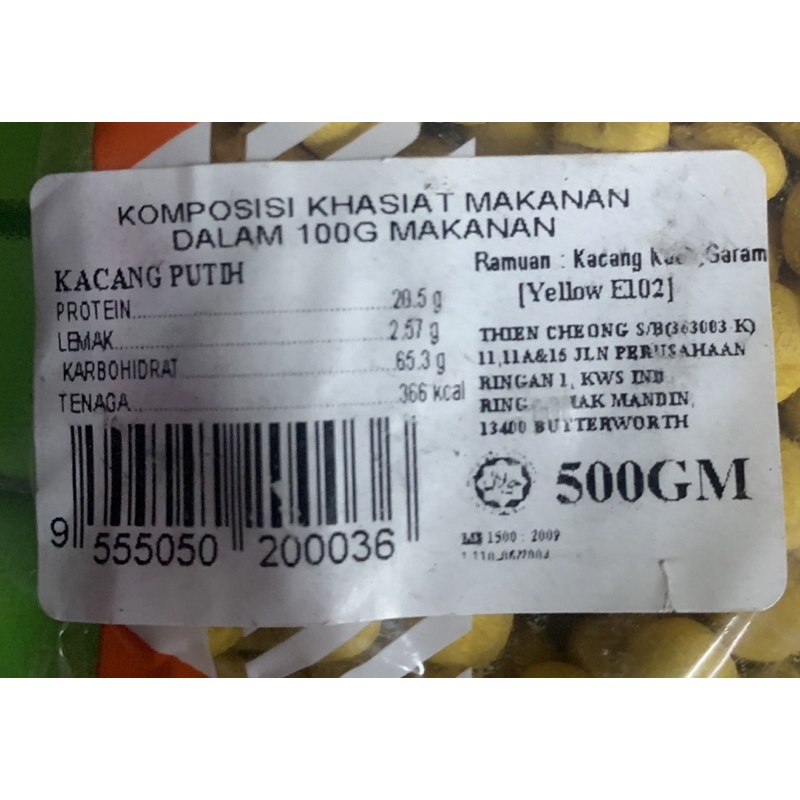 KOMPOSISI KHASIAT MAKANAN
DALAM 100G MAKANAN
KACANG PUTIH
PROTEIN 20.5 g
LEMAK 2.57 g
KARBOHIDRAT 65.3 g
TENAGA 366 kcal
Ramuan : Kacang ,Garam
[Yellow E102]
THIEN CHEONG S/B(363003-K)
11,11A&15 JLN PERUSAHAAN
RINGAN 1, KWS IND
MAK MANDIN,
13400 BUTTERWORTH
حلال
500GM
MS 1500 : 2009
9 555050 200036